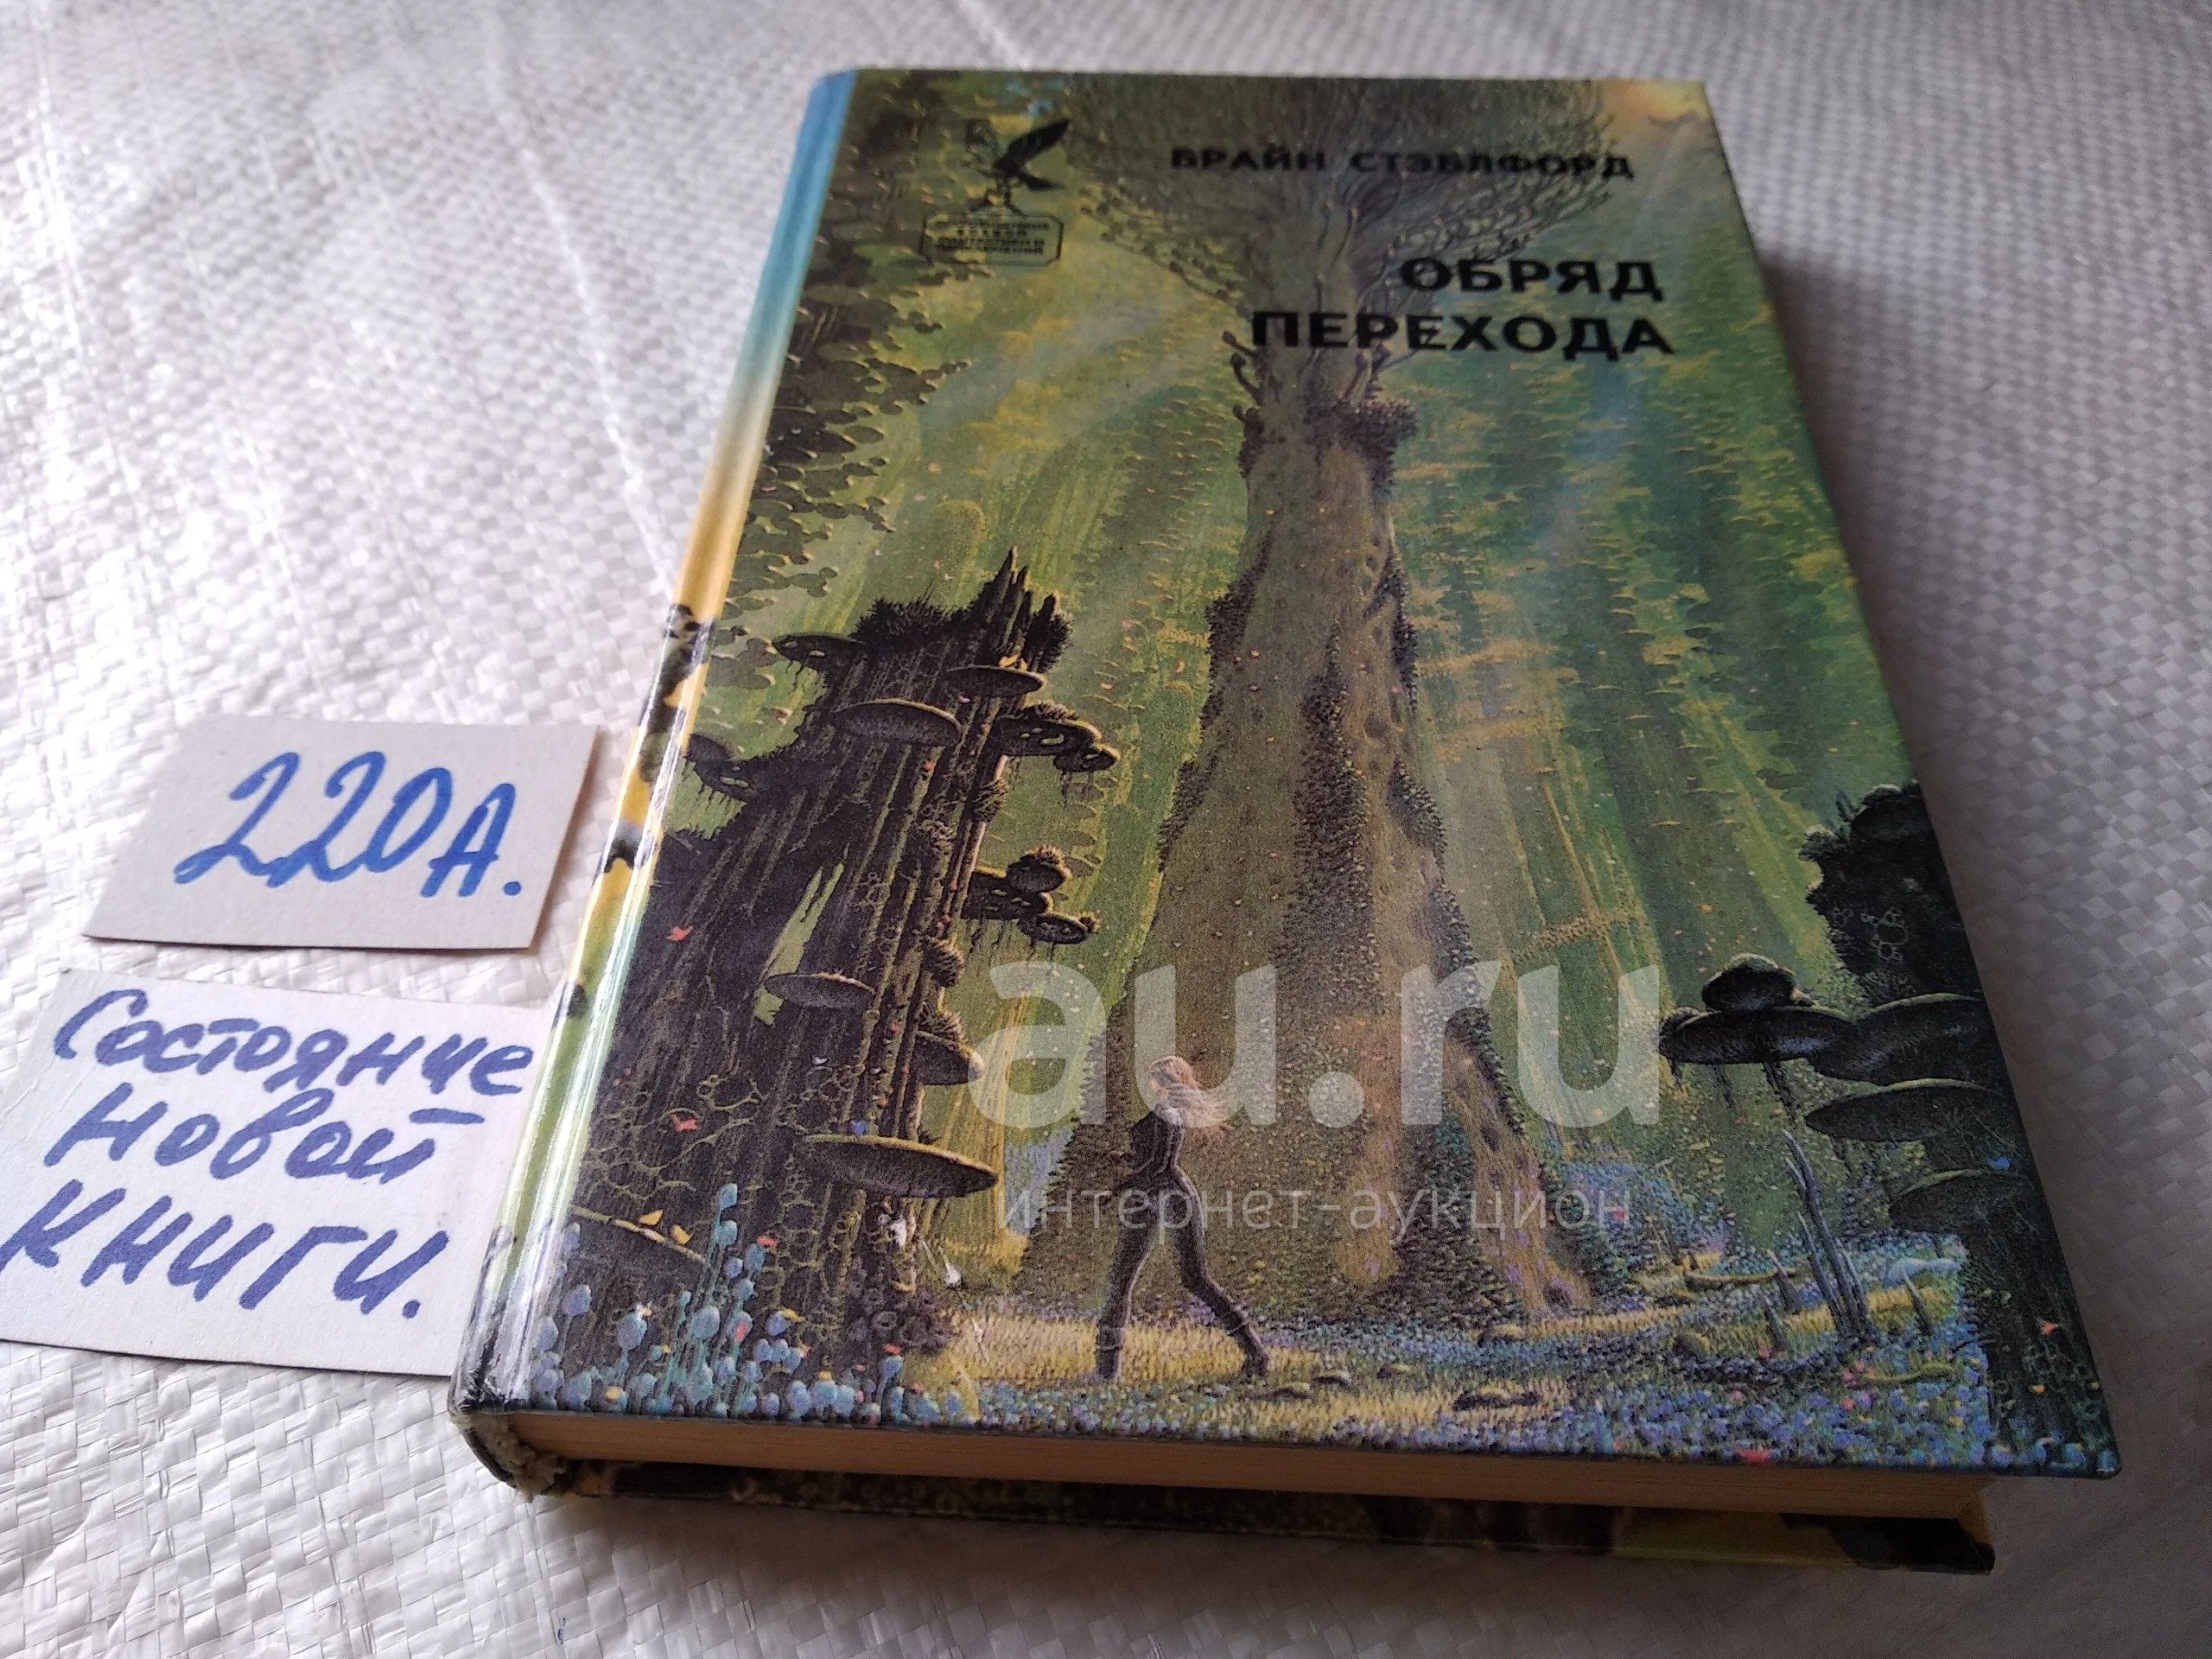 БРАЙН СТЭБЛФОРД
ОБРЯД
ПЕРЕХОДА
220А.
Состояние
новой
книги.
au.ru
интернет-аукцион